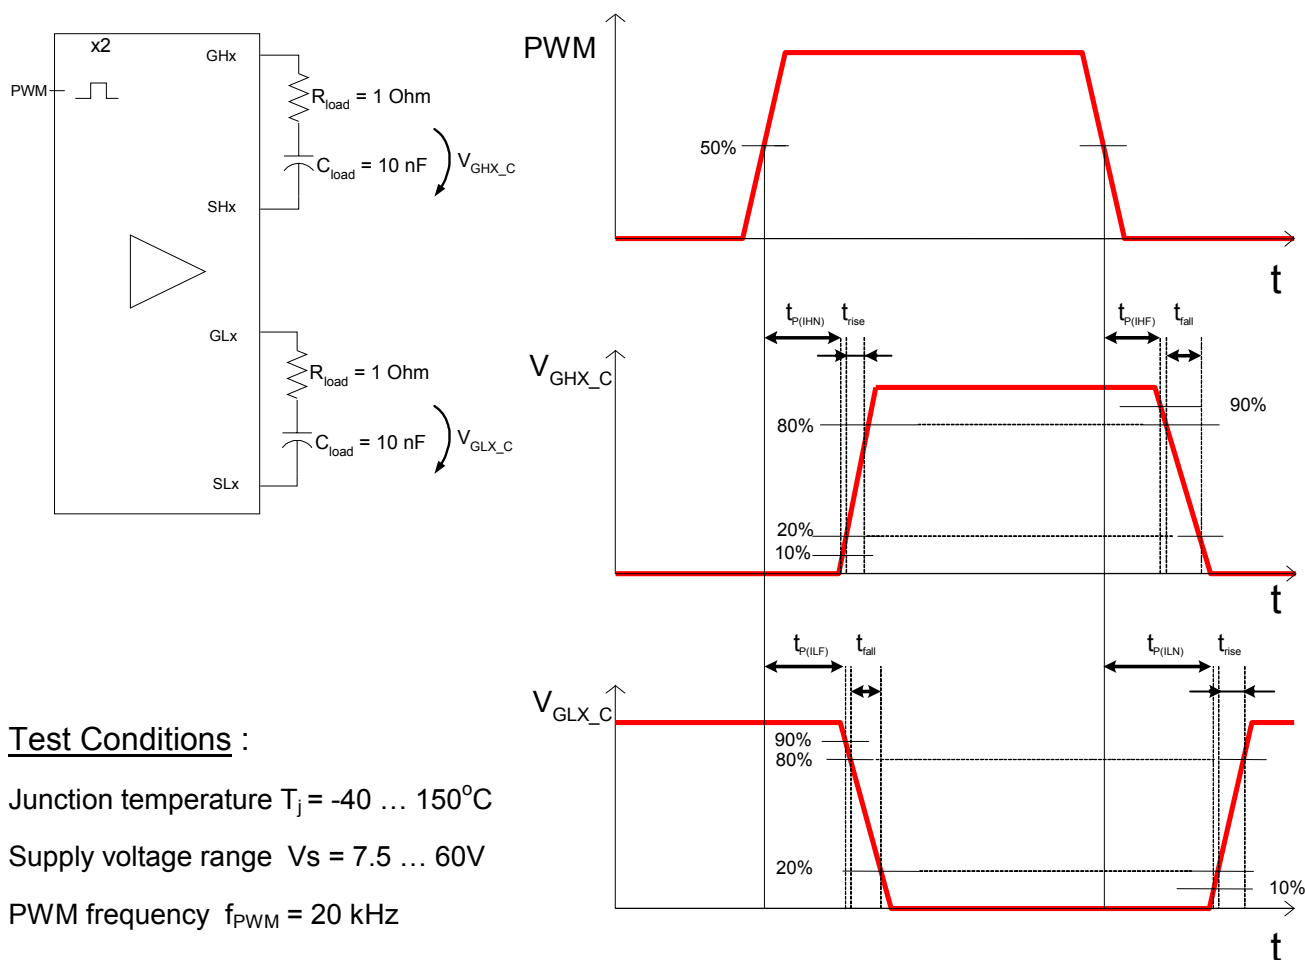 x2
GHx
PWM
Rload = 1 Ohm
Cload = 10 nF
VGHX_C
SHx
GLx
Rload = 1 Ohm
Cload = 10 nF
VGLX_C
SLx
PWM
50%
t
tP(IHN)
trise
tP(IHF)
tfall
VGHX_C
90%
80%
20%
10%
t
tP(ILF)
tfall
tP(ILN)
trise
VGLX_C
90%
80%
20%
10%
t
Test Conditions :
Junction temperature Tj = -40 … 150°C
Supply voltage range Vs = 7.5 … 60V
PWM frequency fPWM = 20 kHz